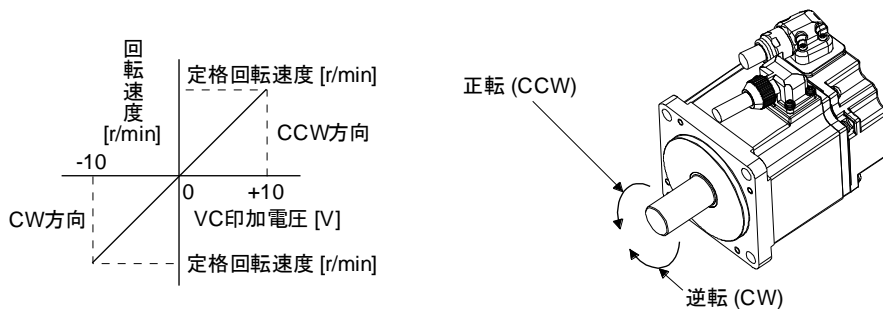 回
転
速
度
[r/min]
定格回転速度 [r/min]
CCW方向
-10
0
+10
CW方向
VC印加電圧 [V]
定格回転速度 [r/min]
正転 (CCW)
逆転 (CW)